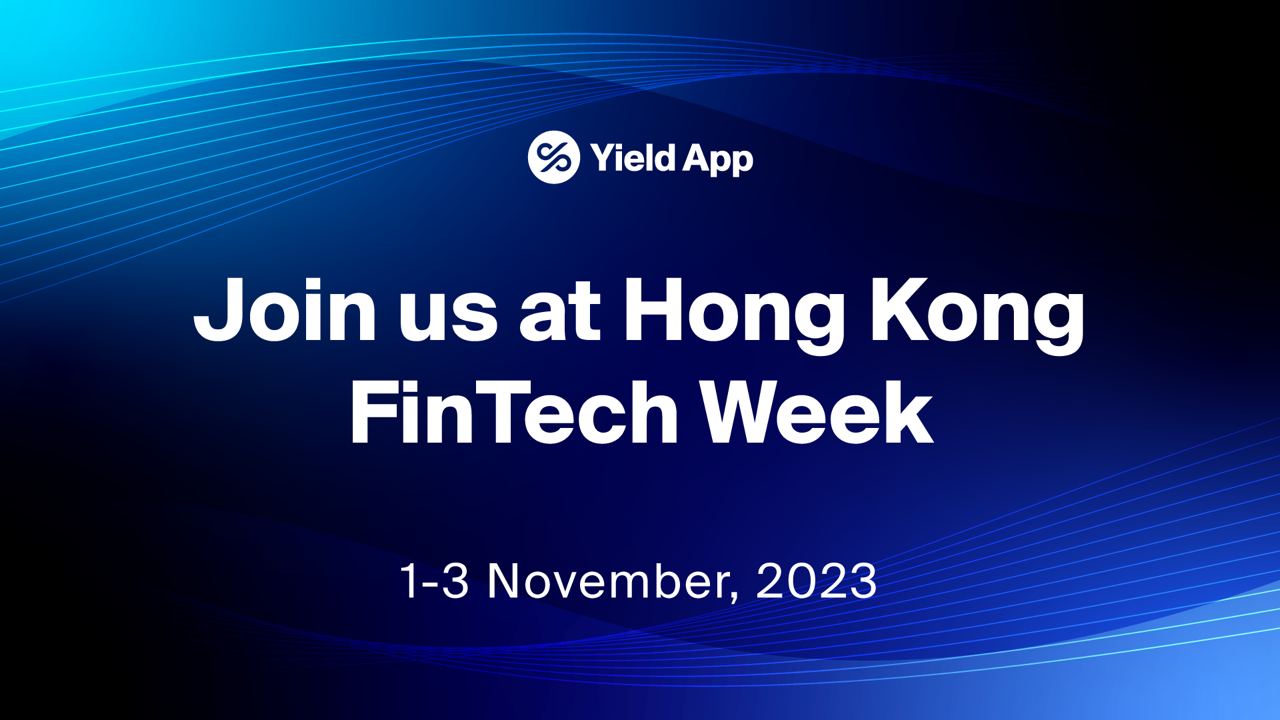 Yield App
Join us at Hong Kong
FinTech Week
1-3 November, 2023